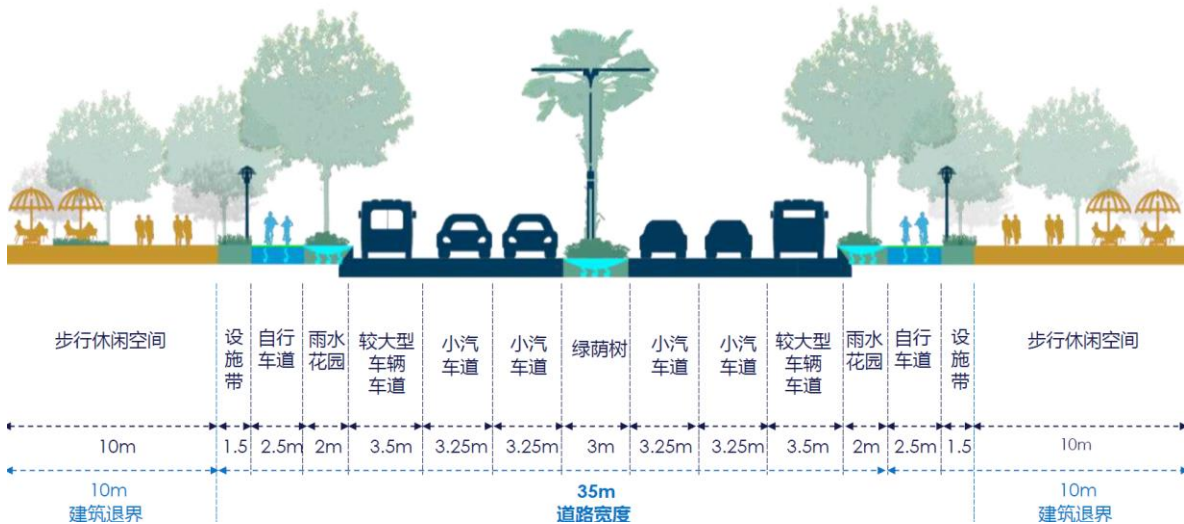 步行休闲空间
设
施
带
自行
车道
雨水
花园
较大型
车辆
车道
小汽
车道
小汽
车道
绿荫树
小汽
车道
小汽
车道
较大型
车辆
车道
雨水
花园
自行
车道
设
施
带
步行休闲空间
10m
1.5
2.5m
2m
3.5m
3.25m
3.25m
3m
3.25m
3.25m
3.5m
2m
2.5m
1.5
10m
10m
建筑退界
35m
道路宽度
10m
建筑退界